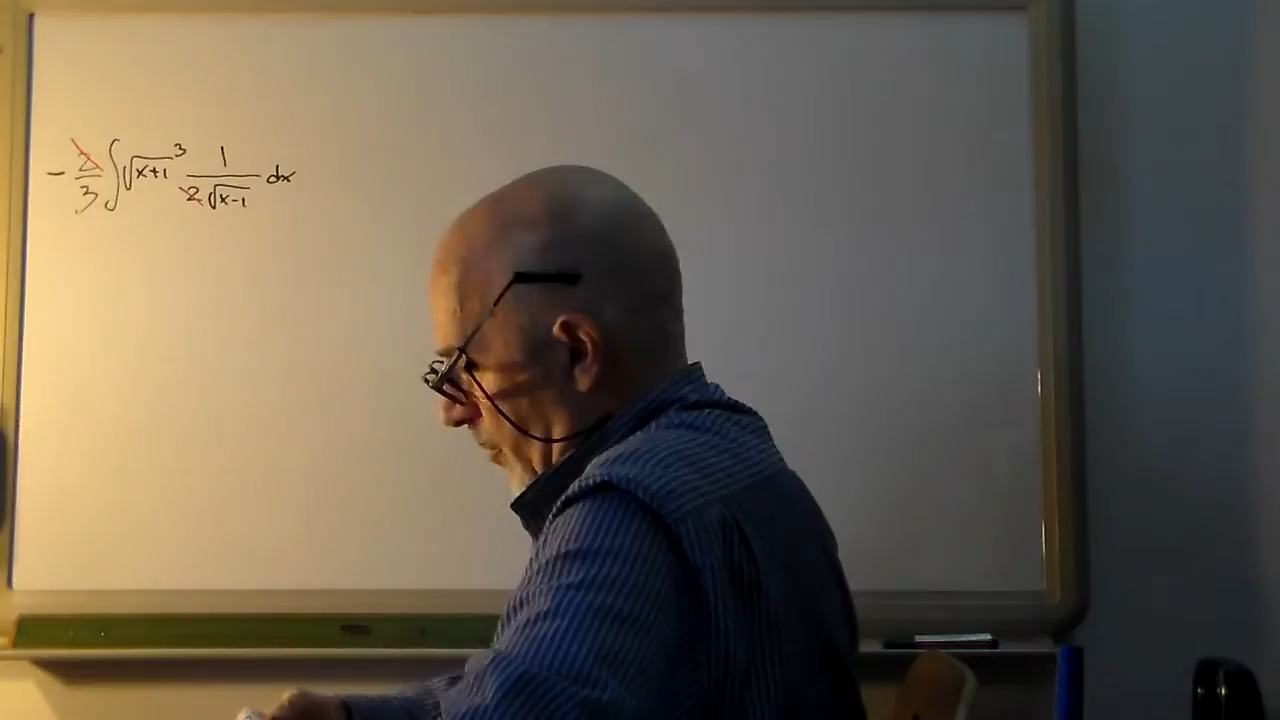 - 2/3 ∫ √x+1 ³ 1/2√x-1 dx